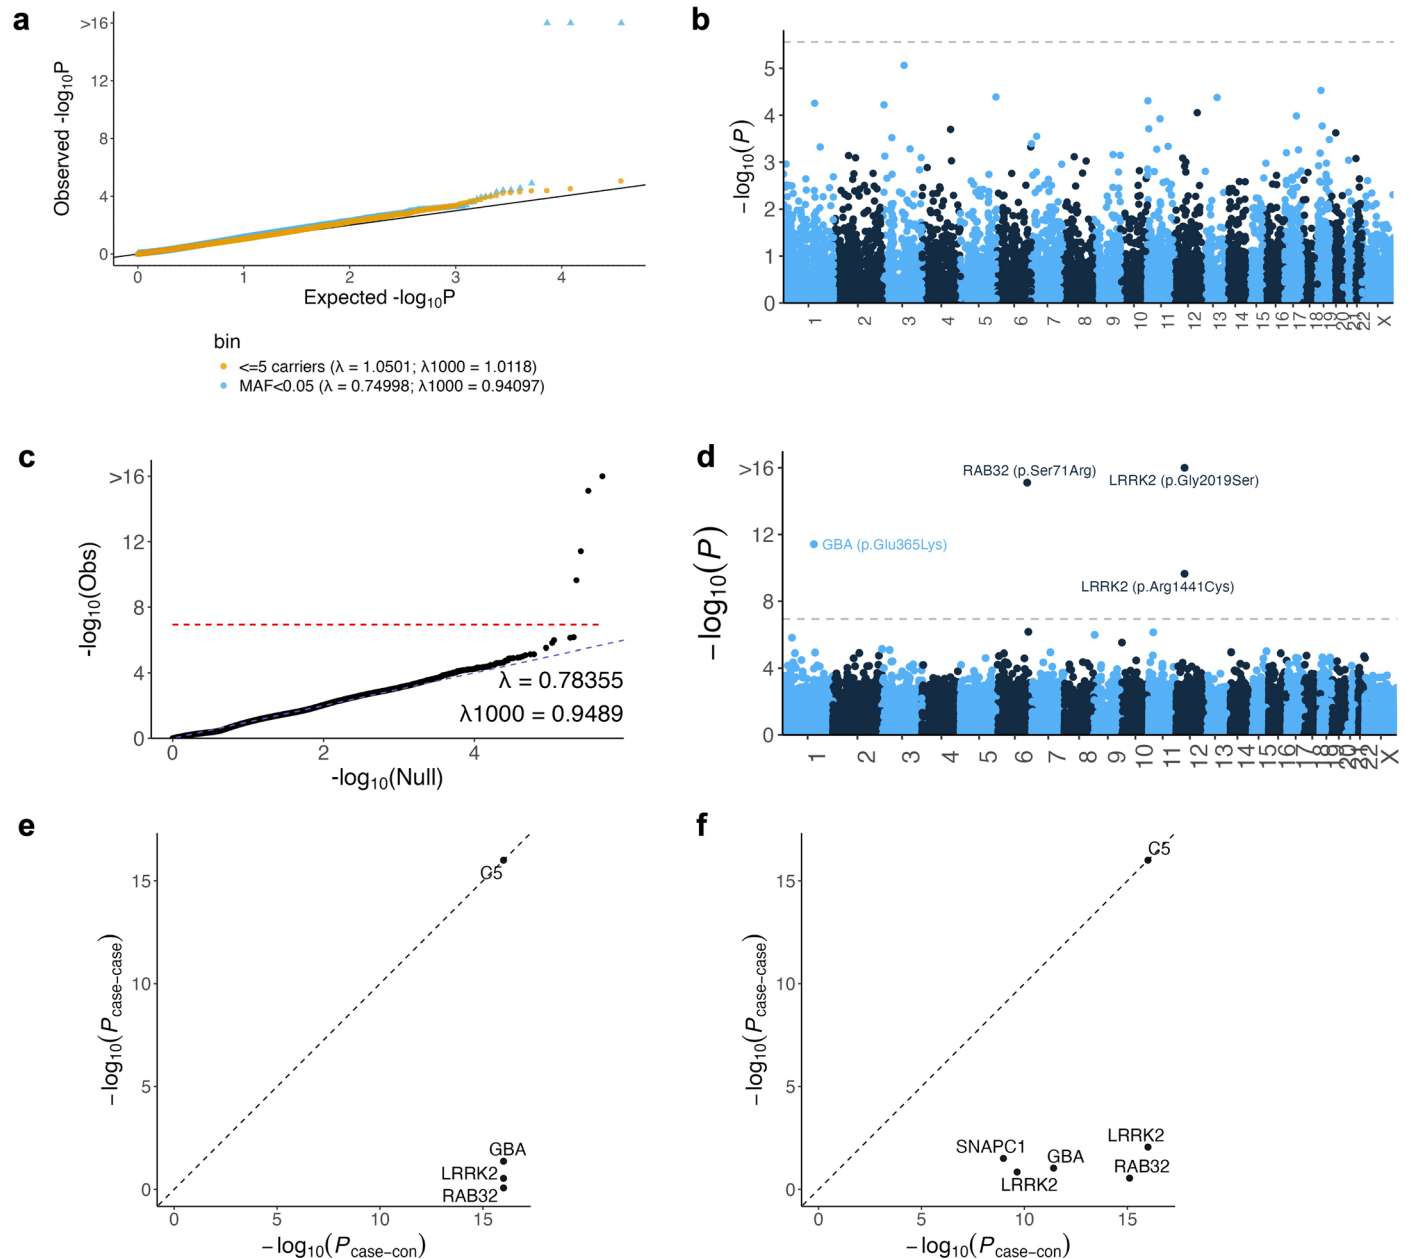 a
>16
12
8
4
0
Observed -log10P
0 1 2 3 4
Expected -log10P
bin
<=5 carriers (λ = 1.0501; λ1000 = 1.0118)
MAF<0.05 (λ = 0.74998; λ1000 = 0.94097)
b
5
4
3
2
1
0
−log10(P)
1 2 3 4 5 6 7 8 9 10 11 12 13 14 15 16 17 18 19 20 21 22 X
c
>16
12
8
4
0
-log10(Obs)
λ = 0.78355
λ1000 = 0.9489
0 2 4
-log10(Null)
d
>16
12
8
4
0
−log10(P)
RAB32 (p.Ser71Arg)
LRRK2 (p.Gly2019Ser)
GBA (p.Glu365Lys)
LRRK2 (p.Arg1441Cys)
1 2 3 4 5 6 7 8 9 10 11 12 13 14 15 16 17 18 19 20 21 22 X
e
15
10
5
0
−log10(Pcase−case)
C5
GBA
LRRK2
RAB32
0 5 10 15
−log10(Pcase−con)
f
15
10
5
0
−log10(Pcase−case)
C5
LRRK2
SNAPC1
GBA
RAB32
LRRK2
0 5 10 15
−log10(Pcase−con)